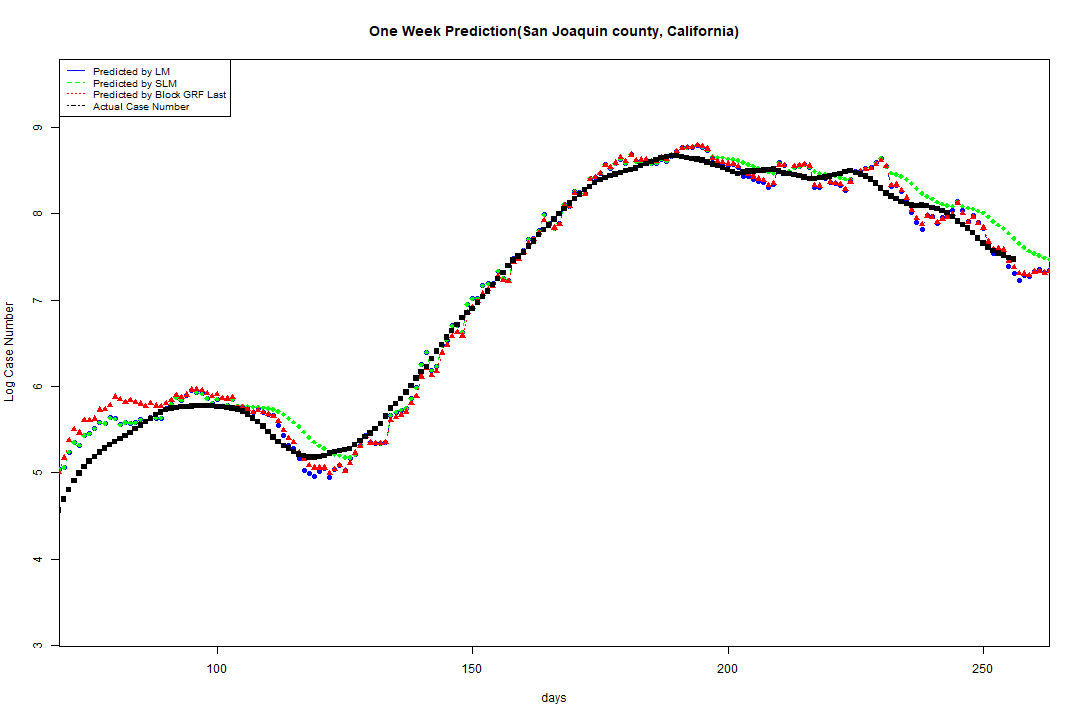 One Week Prediction(San Joaquin county, California)
Predicted by LM
Predicted by SLM
Predicted by Block GRF Last
Actual Case Number
9
8
7
6
5
4
3
Log Case Number
100 150 200 250
days